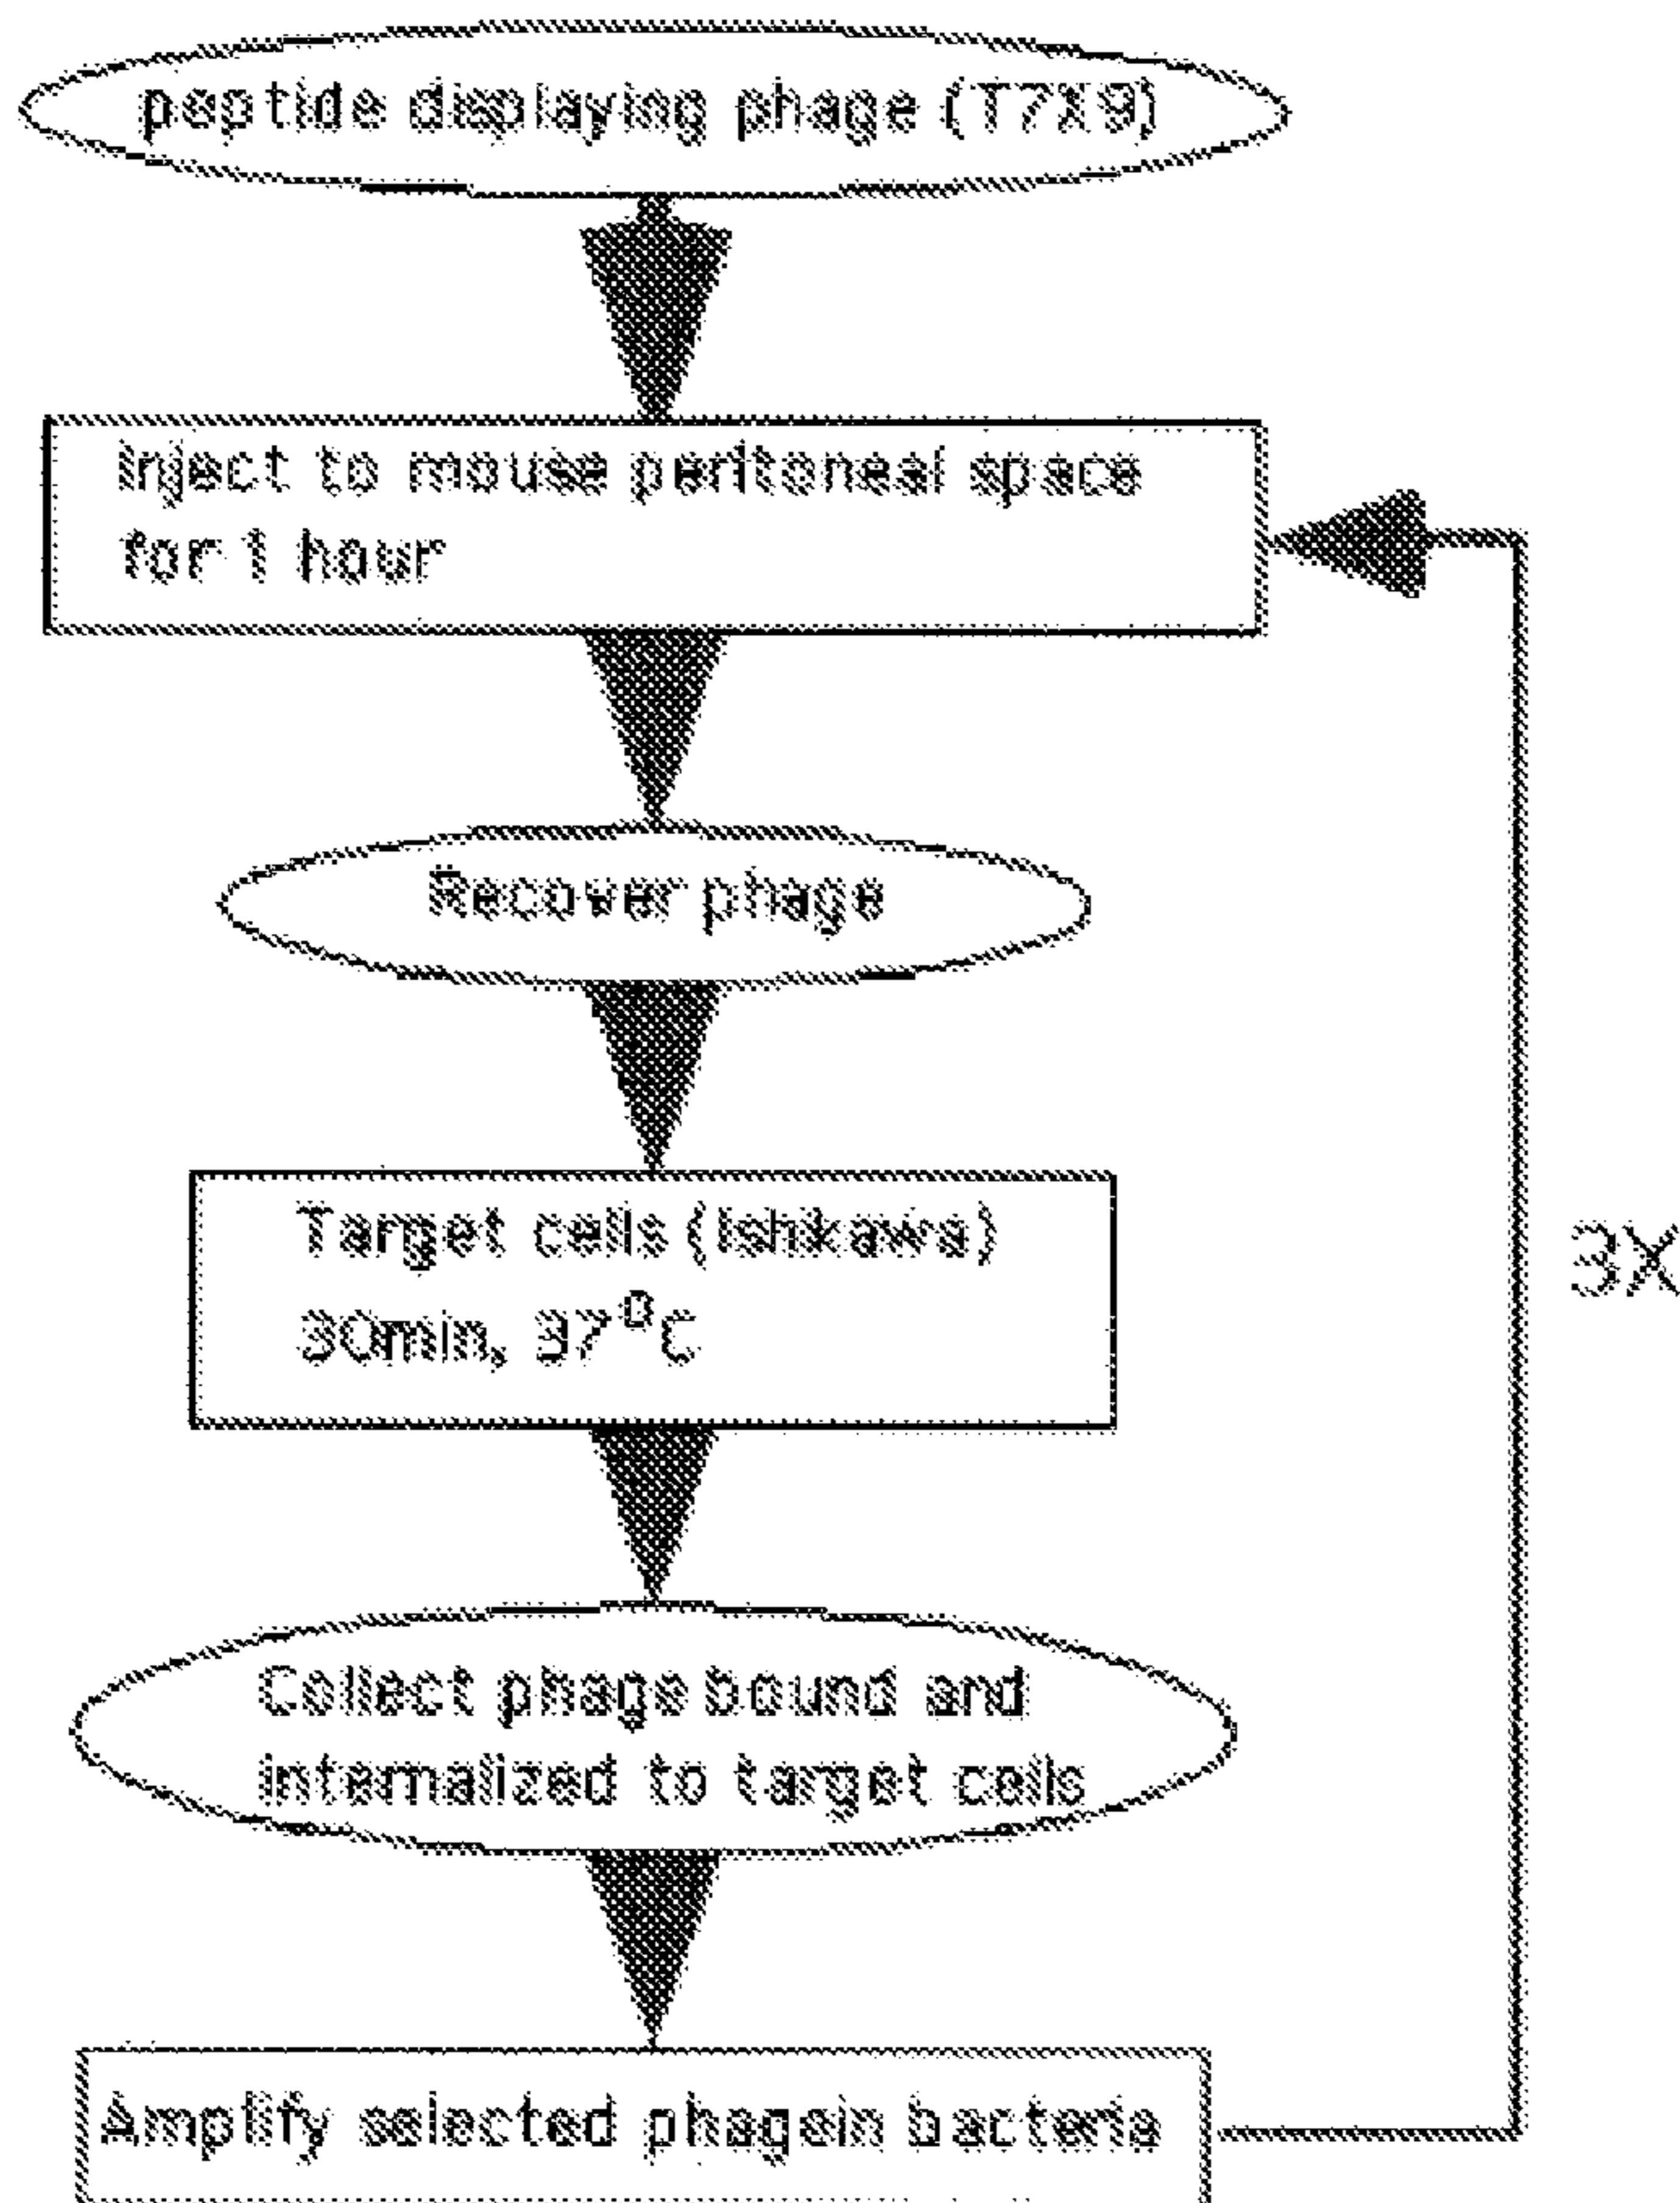 peptide displaying phage (T7X9)
Inject to mouse peritoneal space
for 1 hour
Recover phage
Target cells (Ishikawa)
30min, 37°C
3X
Collect phage bound and
internalized to target cells
Amplify selected phagein bacteria